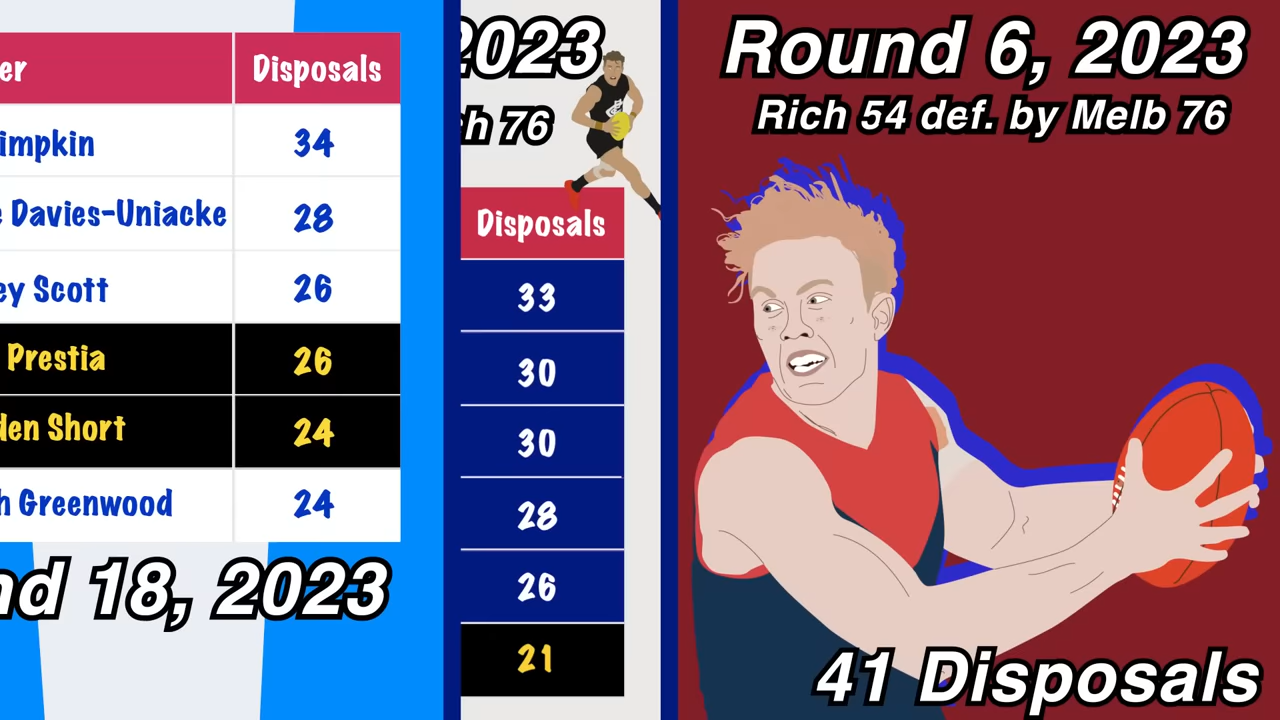 er Disposals
impkin 34
e Davies-Uniacke 28
ey Scott 26
Prestia 26
den Short 24
h Greenwood 24
nd 18, 2023
2023
ch 76
Disposals
33
30
30
28
26
21
Round 6, 2023
Rich 54 def. by Melb 76
41 Disposals